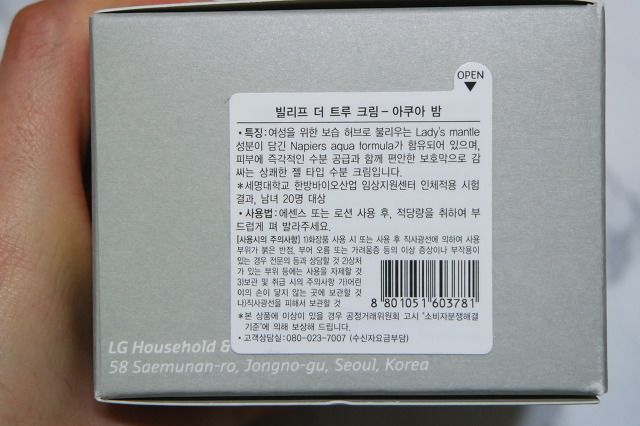 OPEN
빌리프 더 트루 크림 – 아쿠아 밤
• 특징: 여성을 위한 보습 허브로 불리우는 Lady's mantle
성분이 담긴 Napiers aqua formula가 함유되어 있으며,
피부에 즉각적인 수분 공급과 함께 편안한 보호막으로 감
싸는 상쾌한 젤 타입 수분 크림입니다.
*세명대학교 한방바이오산업 임상지원센터 인체적용 시험
결과, 남녀 20명 대상
• 사용법: 에센스 또는 로션 사용 후, 적당량을 취하여 부
드럽게 펴 발라주세요.
[사용시의 주의사항] 1)화장품 사용 시 또는 사용 후 직사광선에 의하여 사용
부위가 붉은 반점, 부어 오름 또는 가려움증 등의 이상 증상이나 부작용이
있는 경우 전문의 등과 상담할 것 2)상처
가 있는 부위 등에는 사용을 자제할 것
3)보관 및 취급 시의 주의사항 가)어린
이의 손이 닿지 않는 곳에 보관할 것
나)직사광선을 피해서 보관할 것
8 801051 603781
*본 상품에 이상이 있을 경우 공정거래위원회 고시 "소비자분쟁해결
기준"에 의해 보상해 드립니다.
• 고객상담실: 080-023-7007 (수신자요금부담)
LG Household &
58 Saemunan-ro, Jongno-gu, Seoul, Korea